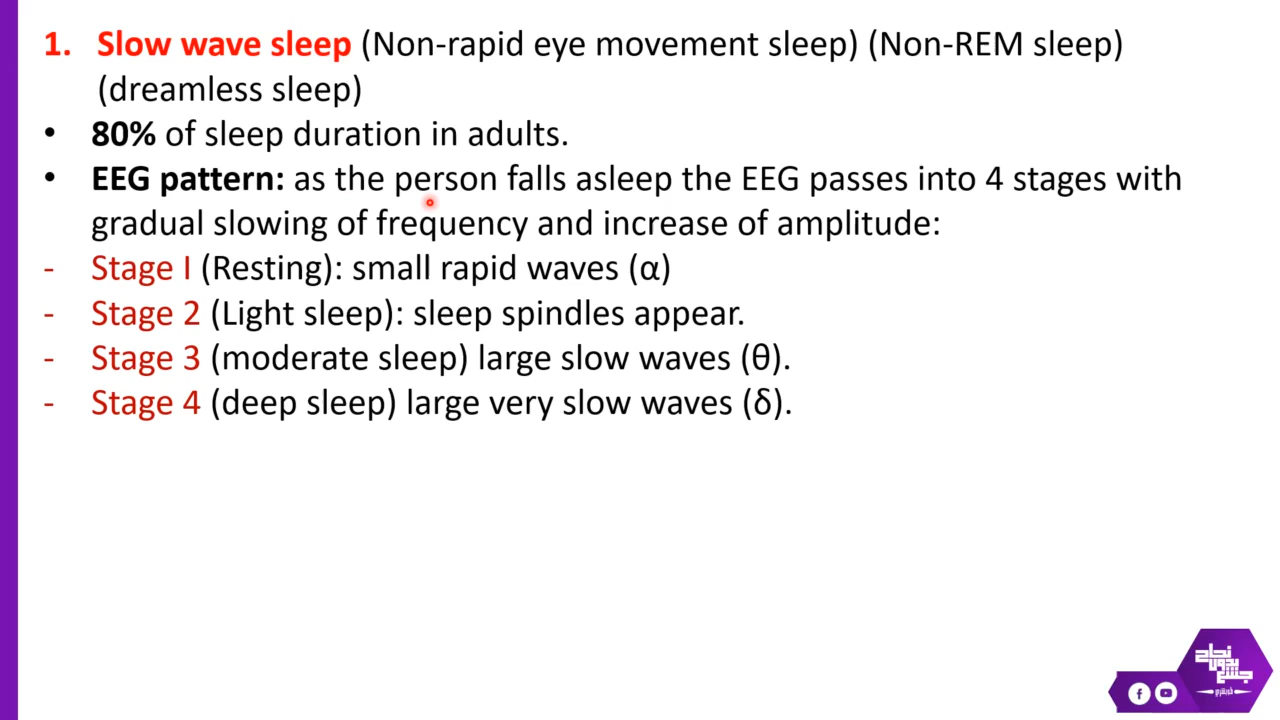 1. Slow wave sleep (Non-rapid eye movement sleep) (Non-REM sleep)
(dreamless sleep)
• 80% of sleep duration in adults.
• EEG pattern: as the person falls asleep the EEG passes into 4 stages with
gradual slowing of frequency and increase of amplitude:
- Stage I (Resting): small rapid waves (α)
- Stage 2 (Light sleep): sleep spindles appear.
- Stage 3 (moderate sleep) large slow waves (θ).
- Stage 4 (deep sleep) large very slow waves (δ).
نجاح
بدون